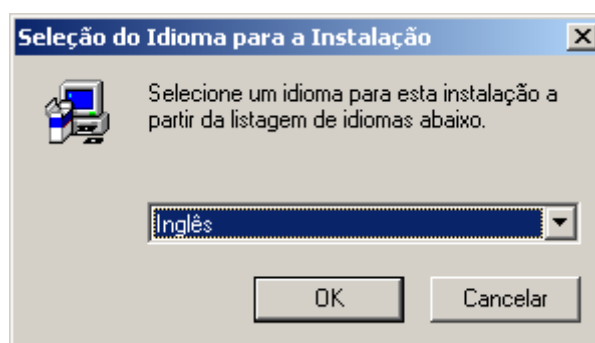 Seleção do Idioma para a Instalação
Selecione um idioma para esta instalação a
partir da listagem de idiomas abaixo.
Inglês
OK
Cancelar